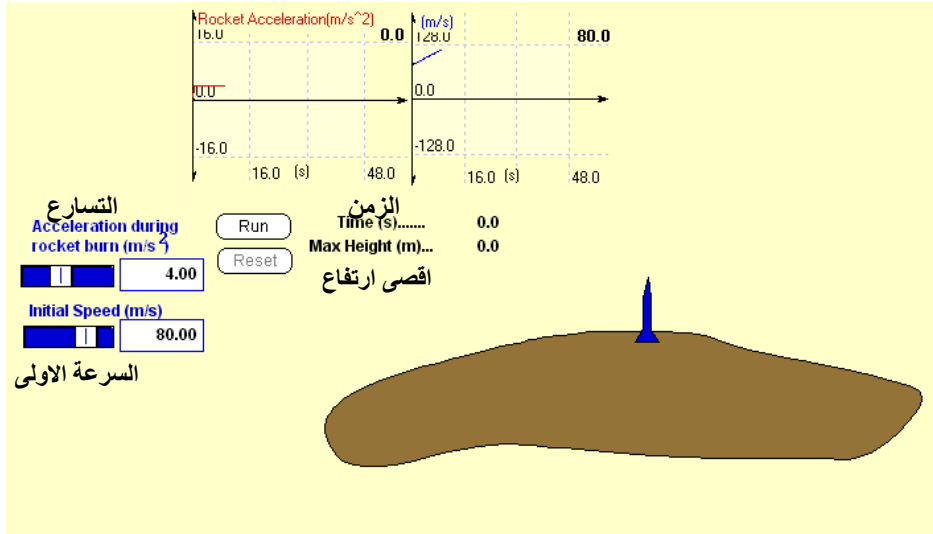 Rocket Acceleration(m/s^2)
16.0
0.0
0.0
-16.0
16.0 (s) 48.0
(m/s)
128.0
80.0
0.0
-128.0
16.0 (s) 48.0
التسارع
Acceleration during
rocket burn (m/s^2)
4.00
Initial Speed (m/s)
80.00
السرعة الاولى
Run
Reset
الزمن
Time (s)....... 0.0
Max Height (m)... 0.0
اقصى ارتفاع